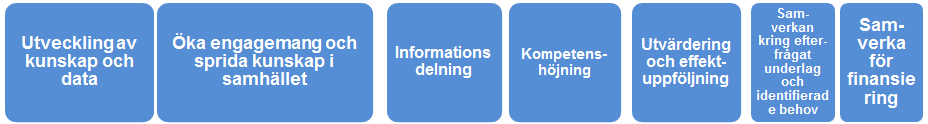 Utveckling av
kunskap och
data
Öka engagemang och
sprida kunskap i
samhället
Informations
delning
Kompetens-
höjning
Utvärdering
och effekt-
uppföljning
Sam-
verkan
kring efter-
frågat
underlag
och
identifierad
e behov
Sam-
verka
för
finansie
ring